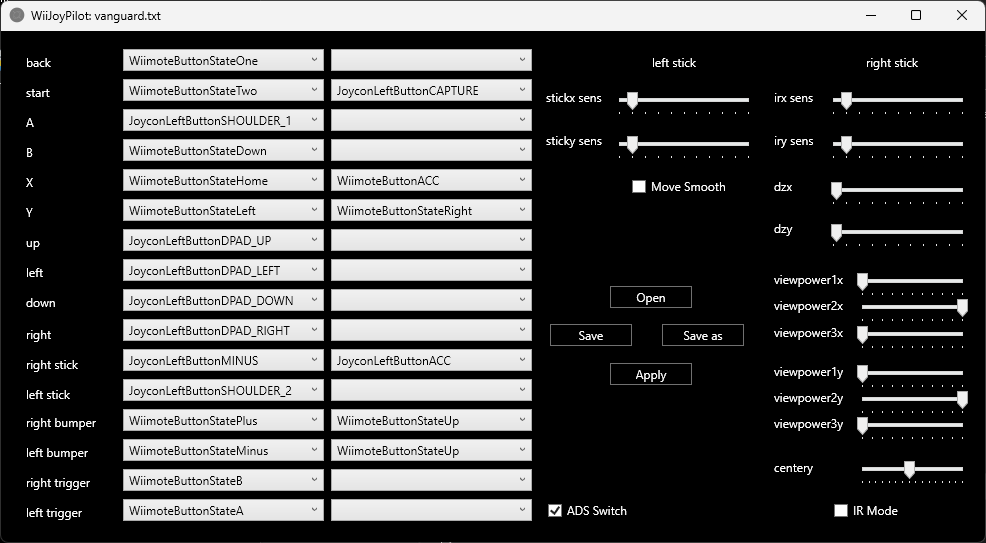 WiiJoyPilot: vanguard.txt
back WiimoteButtonStateOne
start WiimoteButtonStateTwo JoyconLeftButtonCAPTURE
A JoyconLeftButtonSHOULDER_1
B WiimoteButtonStateDown
X WiimoteButtonStateHome WiimoteButtonACC
Y WiimoteButtonStateLeft WiimoteButtonStateRight
up JoyconLeftButtonDPAD_UP
left JoyconLeftButtonDPAD_LEFT
down JoyconLeftButtonDPAD_DOWN
right JoyconLeftButtonDPAD_RIGHT
right stick JoyconLeftButtonMINUS JoyconLeftButtonACC
left stick JoyconLeftButtonSHOULDER_2
right bumper WiimoteButtonStatePlus WiimoteButtonStateUp
left bumper WiimoteButtonStateMinus WiimoteButtonStateUp
right trigger WiimoteButtonStateB
left trigger WiimoteButtonStateA
left stick
stickx sens
sticky sens
Move Smooth
Open
Save Save as
Apply
ADS Switch
right stick
irx sens
iry sens
dzx
dzy
viewpower1x
viewpower2x
viewpower3x
viewpower1y
viewpower2y
viewpower3y
centery
IR Mode